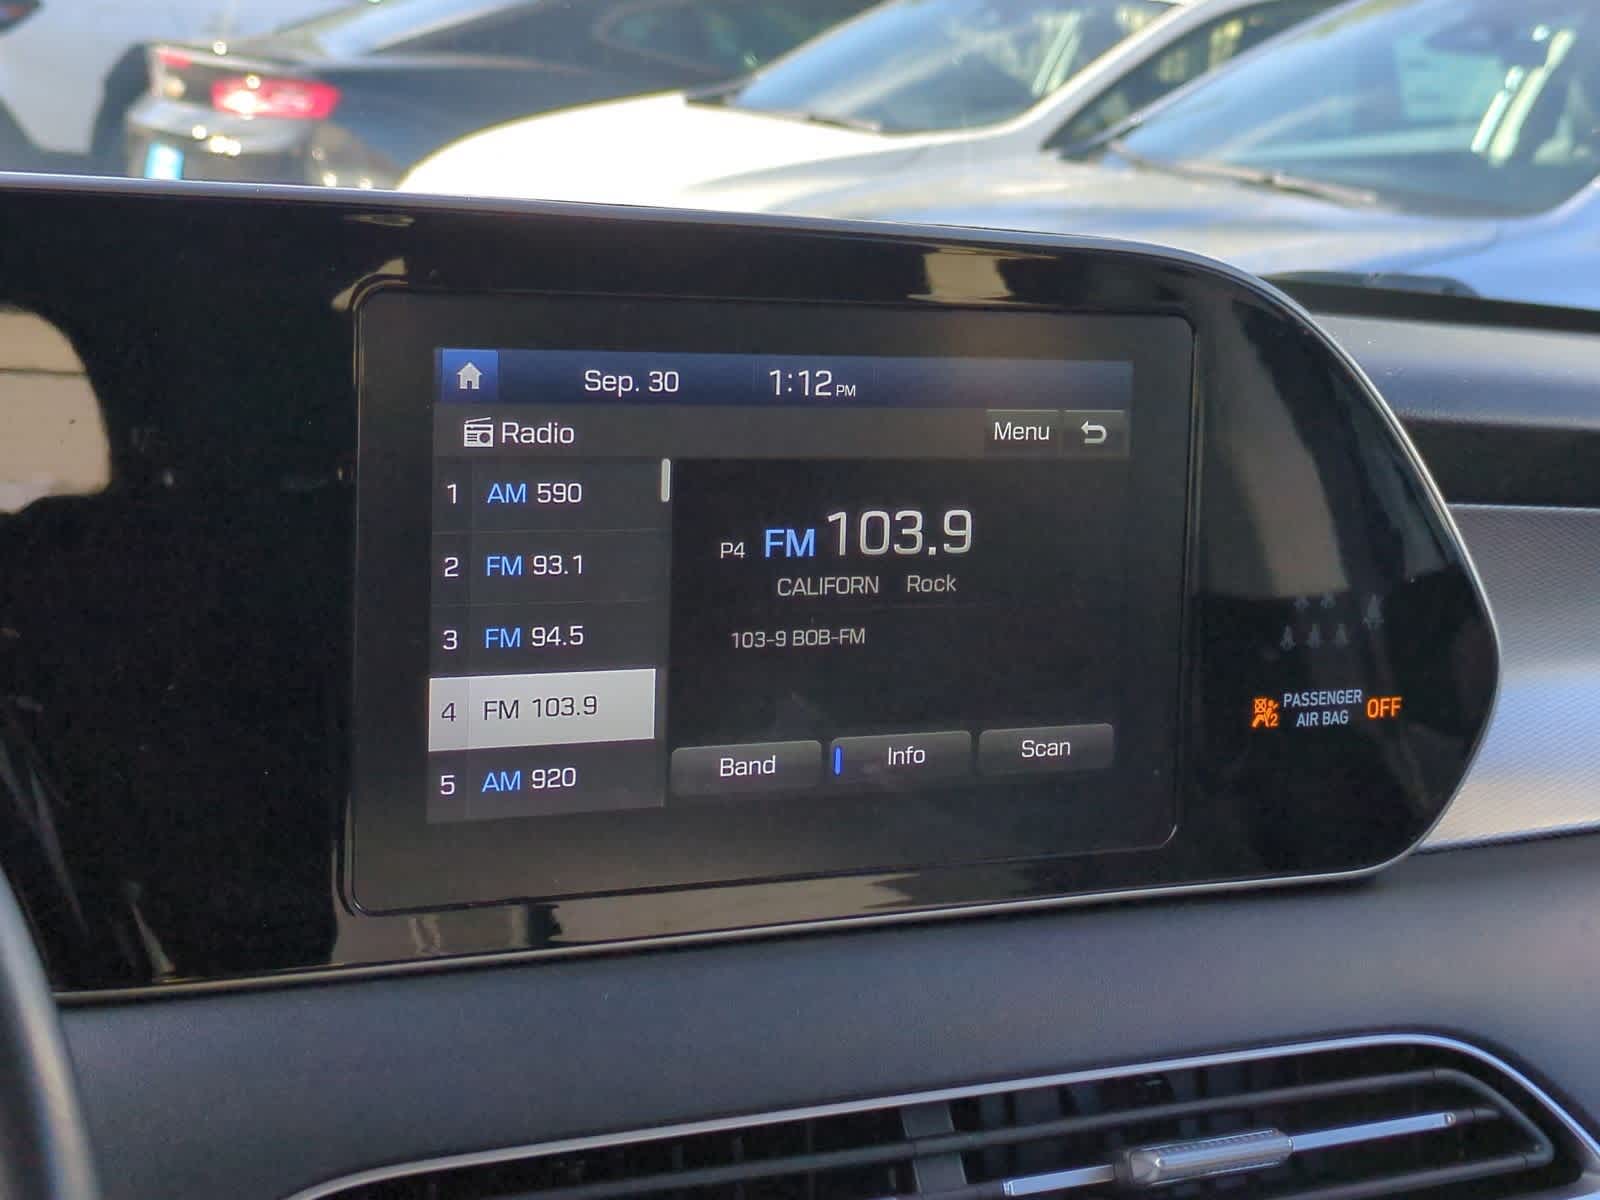 Sep. 30 1:12 PM
Radio Menu
1 AM 590
2 FM 93.1
3 FM 94.5
4 FM 103.9
5 AM 920
P4 FM 103.9
CALIFORN Rock
103-9 BOB-FM
Band Info Scan
PASSENGER
AIR BAG OFF
2